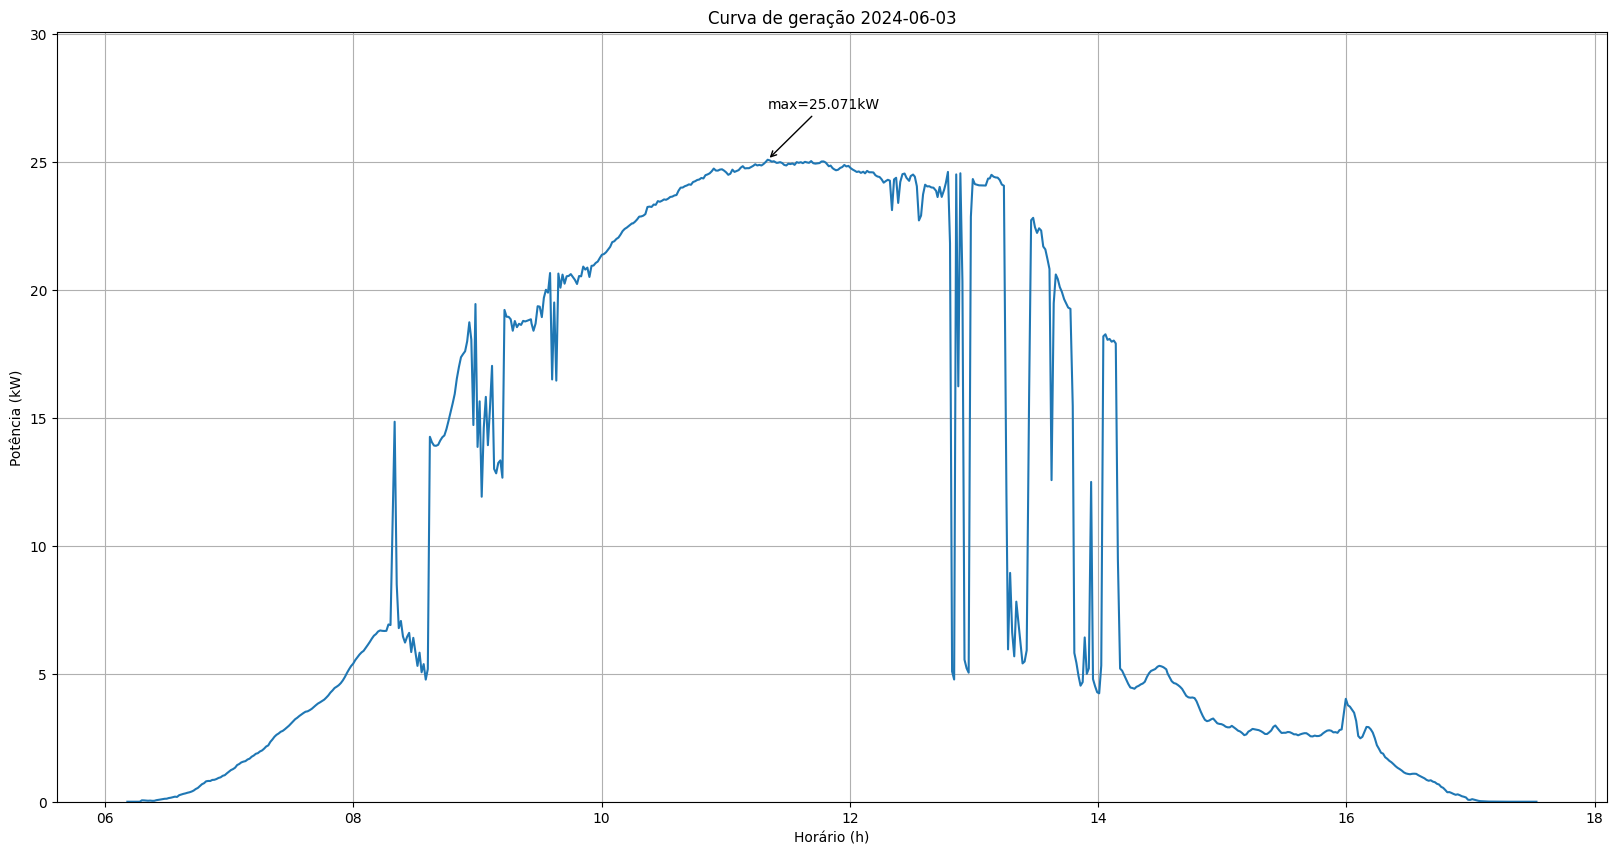 Curva de geração 2024-06-03
30
max=25.071kW
25
20
15
Potência (kW)
10
5
0
06 08 10 12 14 16 18
Horário (h)